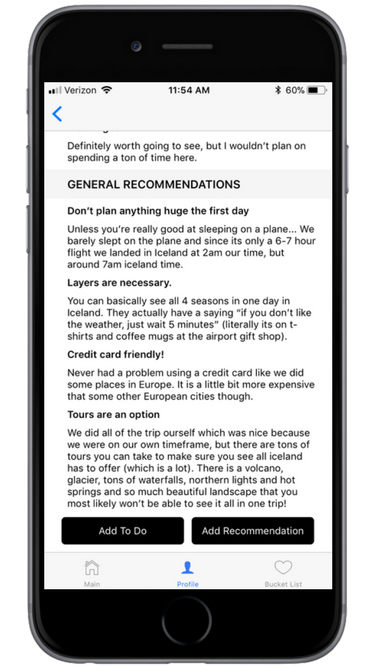 Verizon 11:54 AM 60%
Definitely worth going to see, but I wouldn't plan on
spending a ton of time here.
GENERAL RECOMMENDATIONS
Don't plan anything huge the first day
Unless you're really good at sleeping on a plane... We
barely slept on the plane and since its only a 6-7 hour
flight we landed in Iceland at 2am our time, but
around 7am iceland time.
Layers are necessary.
You can basically see all 4 seasons in one day in
Iceland. They actually have a saying "if you don't like
the weather, just wait 5 minutes" (literally its on t-
shirts and coffee mugs at the airport gift shop).
Credit card friendly!
Never had a problem using a credit card like we did
some places in Europe. It is a little bit more expensive
that some other European cities though.
Tours are an option
We did all of the trip ourself which was nice because
we were on our own timeframe, but there are tons of
tours you can take to make sure you see all iceland
has to offer (which is a lot). There is a volcano,
glacier, tons of waterfalls, northern lights and hot
springs and so much beautiful landscape that you
most likely won't be able to see it all in one trip!
Add To Do Add Recommendation
Main Profile Bucket List